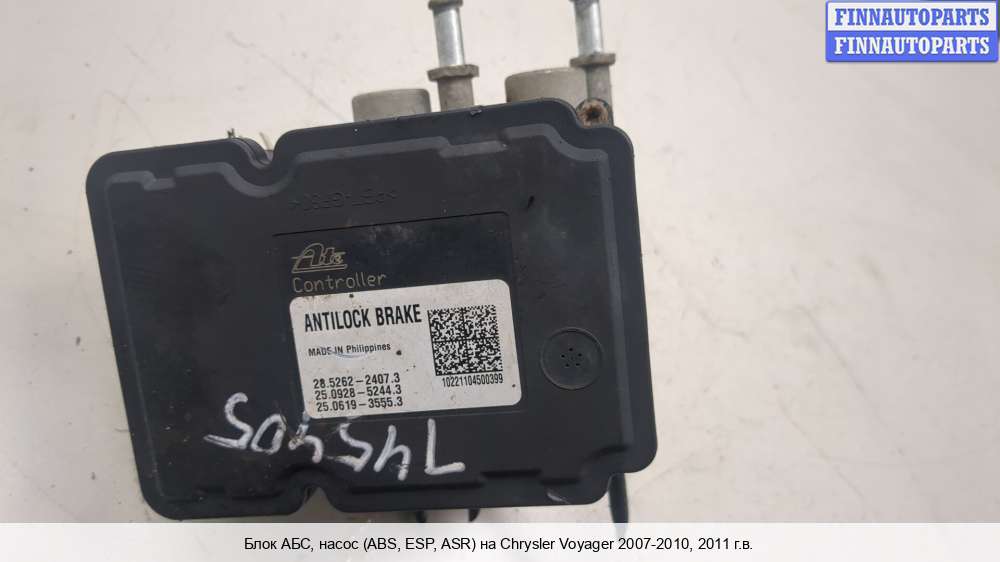 FINNAUTOPARTS
FINNAUTOPARTS
Ate
Controller
ANTILOCK BRAKE
MADE IN Philippines
28.5262-2407.3
25.0928-5244.3
25.0619-3555.3
10221104500399
145405
Блок АБС, насос (ABS, ESP, ASR) на Chrysler Voyager 2007-2010, 2011 г.в.